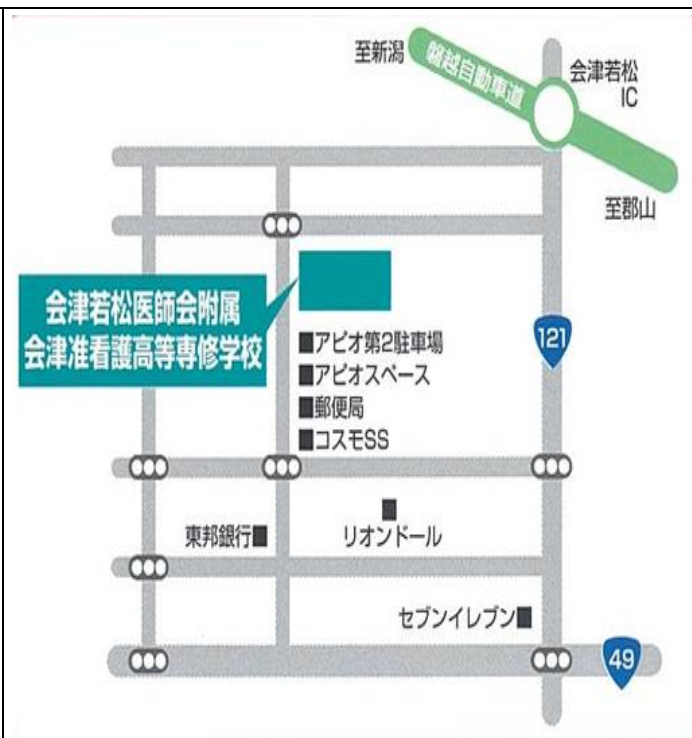 至新潟
磐越自動車道
会津若松
IC
至郡山
会津若松医師会附属
会津准看護高等専修学校
■アピオ第2駐車場
■アピオスペース
■郵便局
■コスモSS
121
東邦銀行■
リオンドール
セブンイレブン■
49